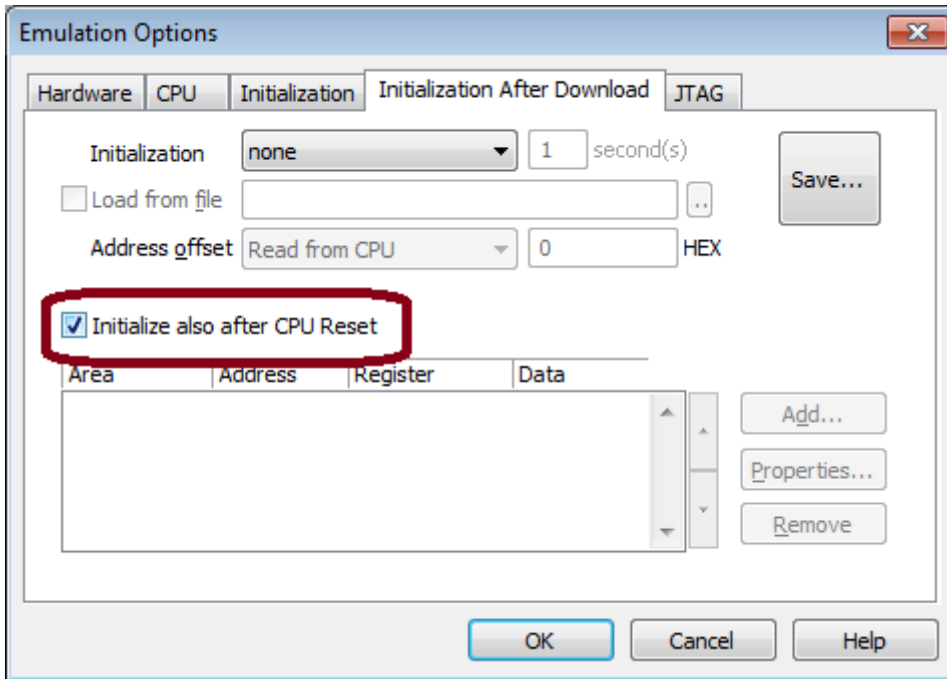 Emulation Options
Hardware CPU Initialization Initialization After Download JTAG
Initialization none 1 second(s) Save...
Load from file ..
Address offset Read from CPU 0 HEX
Initialize also after CPU Reset
Area Address Register Data
Add...
Properties...
Remove
OK Cancel Help